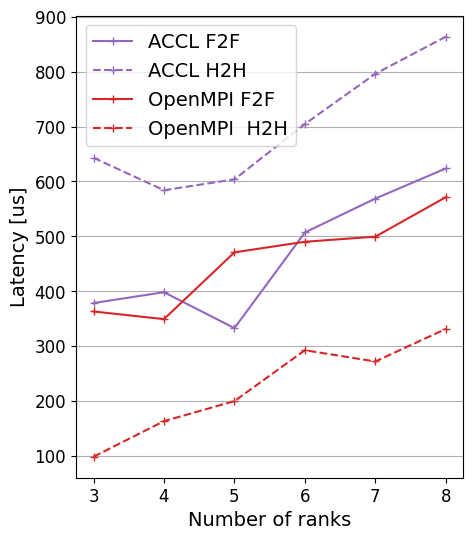 900
800
700
600
500
400
300
200
100
Latency [us]
ACCL F2F
ACCL H2H
OpenMPI F2F
OpenMPI  H2H
3 4 5 6 7 8
Number of ranks